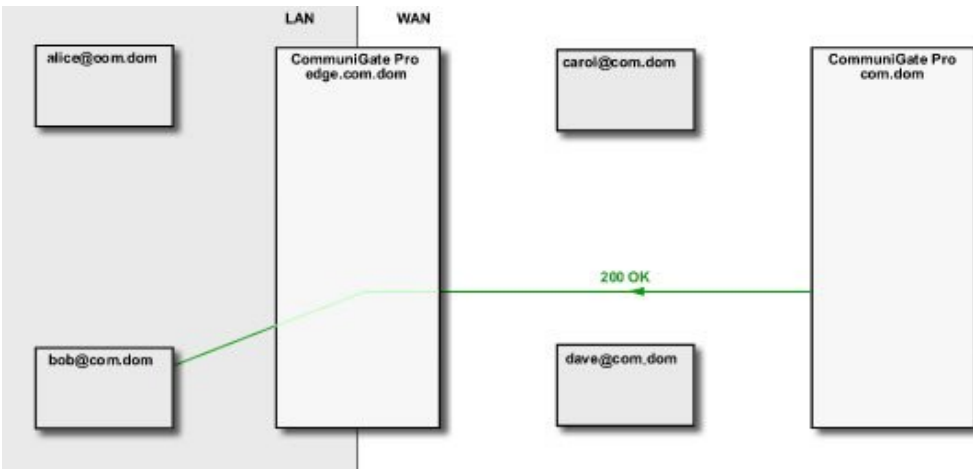 LAN WAN
alice@com.dom
CommuniGate Pro
edge.com.dom
carol@com.dom
CommuniGate Pro
com.dom
200 OK
bob@com.dom
dave@com.dom